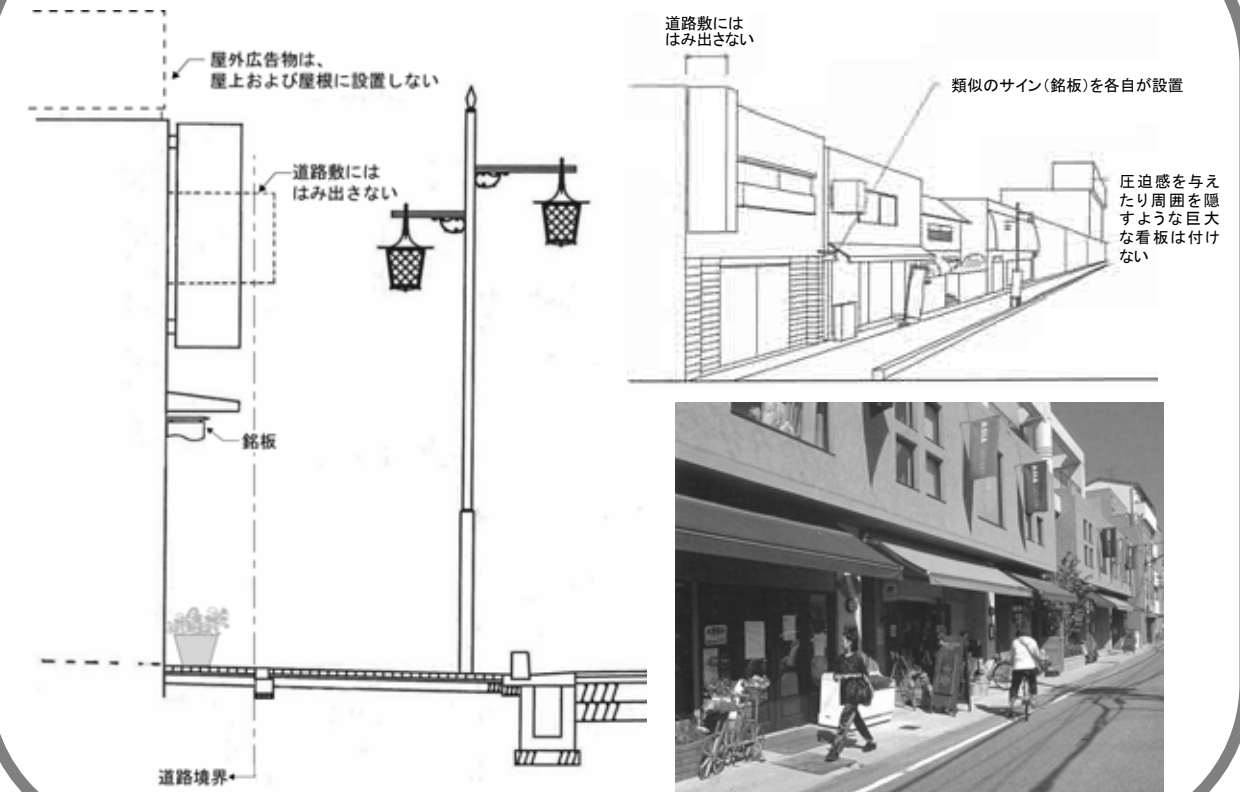 屋外広告物は、
屋上および屋根に設置しない
道路敷には
はみ出さない
銘板
道路境界
道路敷には
はみ出さない
類似のサイン（銘板）を各自が設置
圧迫感を与え
たり周囲を隠
すような巨大
な看板は付け
ない